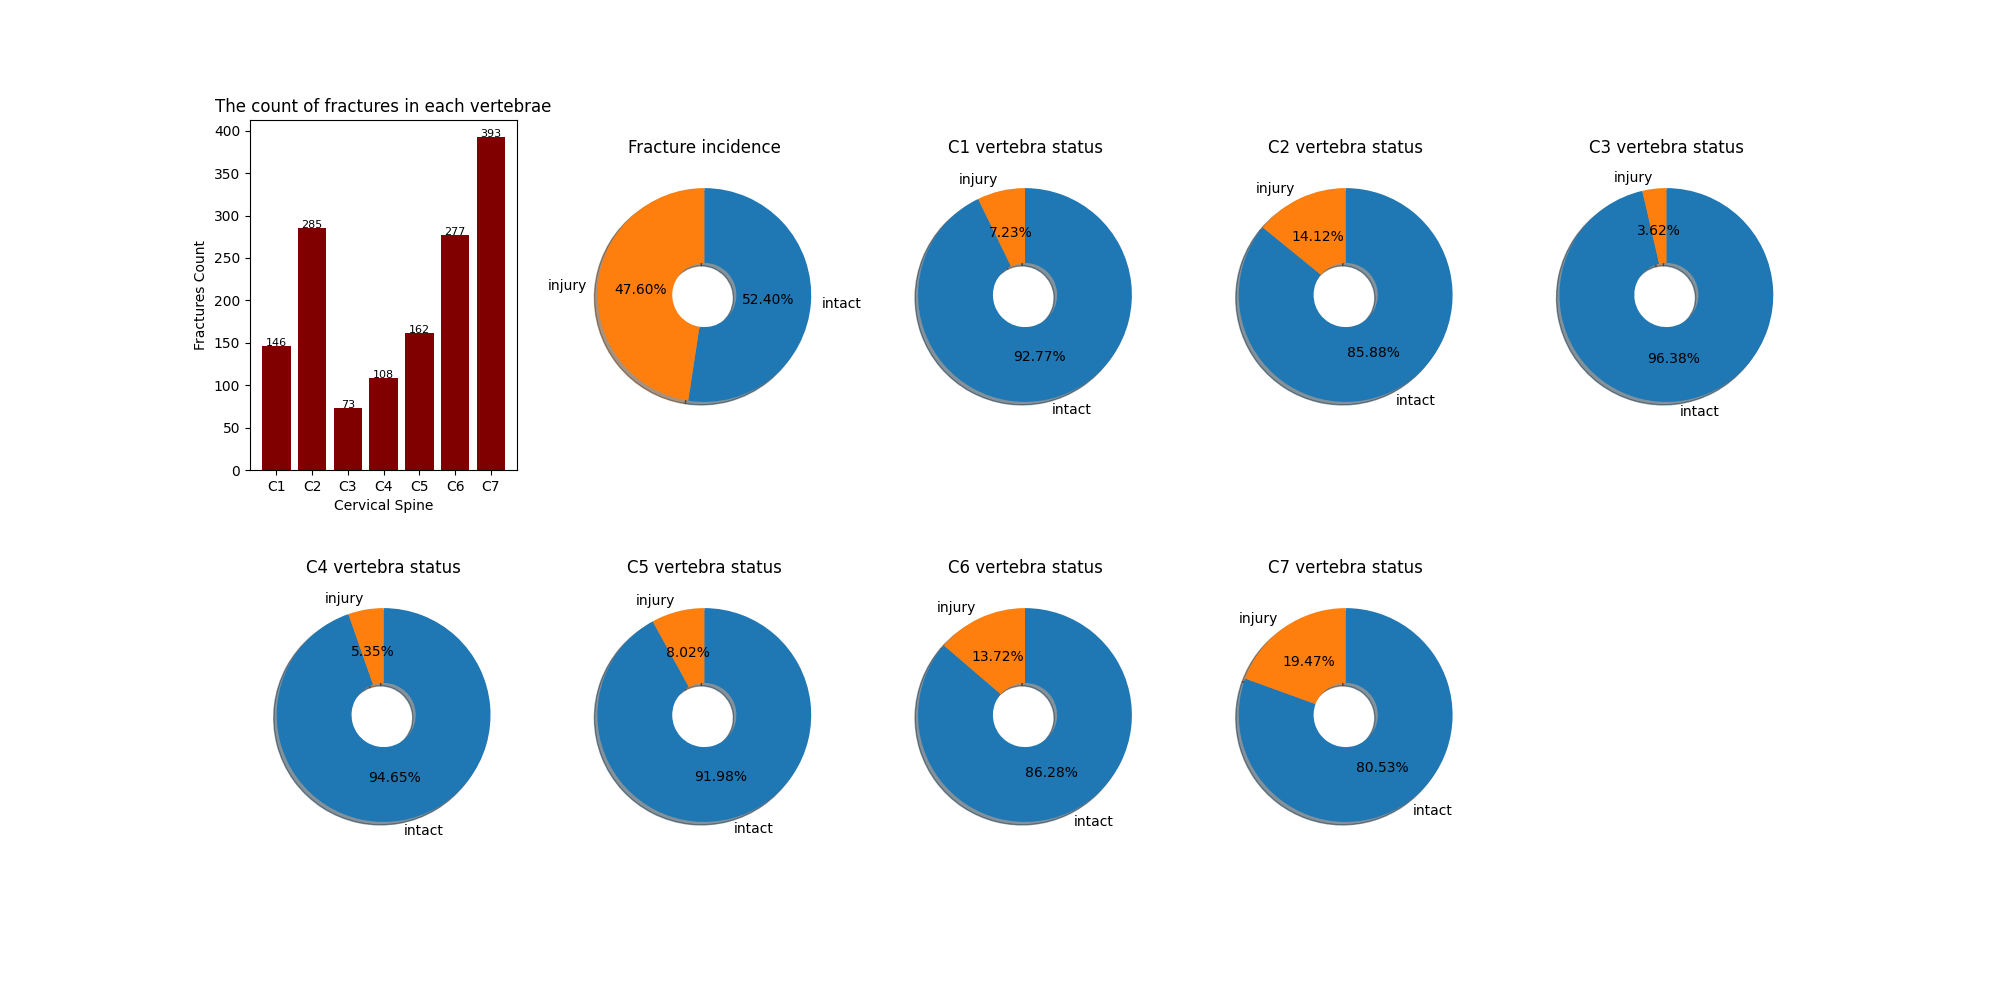 The count of fractures in each vertebrae
400
350
300
250
200
150
100
50
0
Fractures Count
146
285
73
108
162
277
393
C1 C2 C3 C4 C5 C6 C7
Cervical Spine
Fracture incidence
injury
47.60%
52.40%
intact
C1 vertebra status
injury
7.23%
92.77%
intact
C2 vertebra status
injury
14.12%
85.88%
intact
C3 vertebra status
injury
3.62%
96.38%
intact
C4 vertebra status
injury
5.35%
94.65%
intact
C5 vertebra status
injury
8.02%
91.98%
intact
C6 vertebra status
injury
13.72%
86.28%
intact
C7 vertebra status
injury
19.47%
80.53%
intact